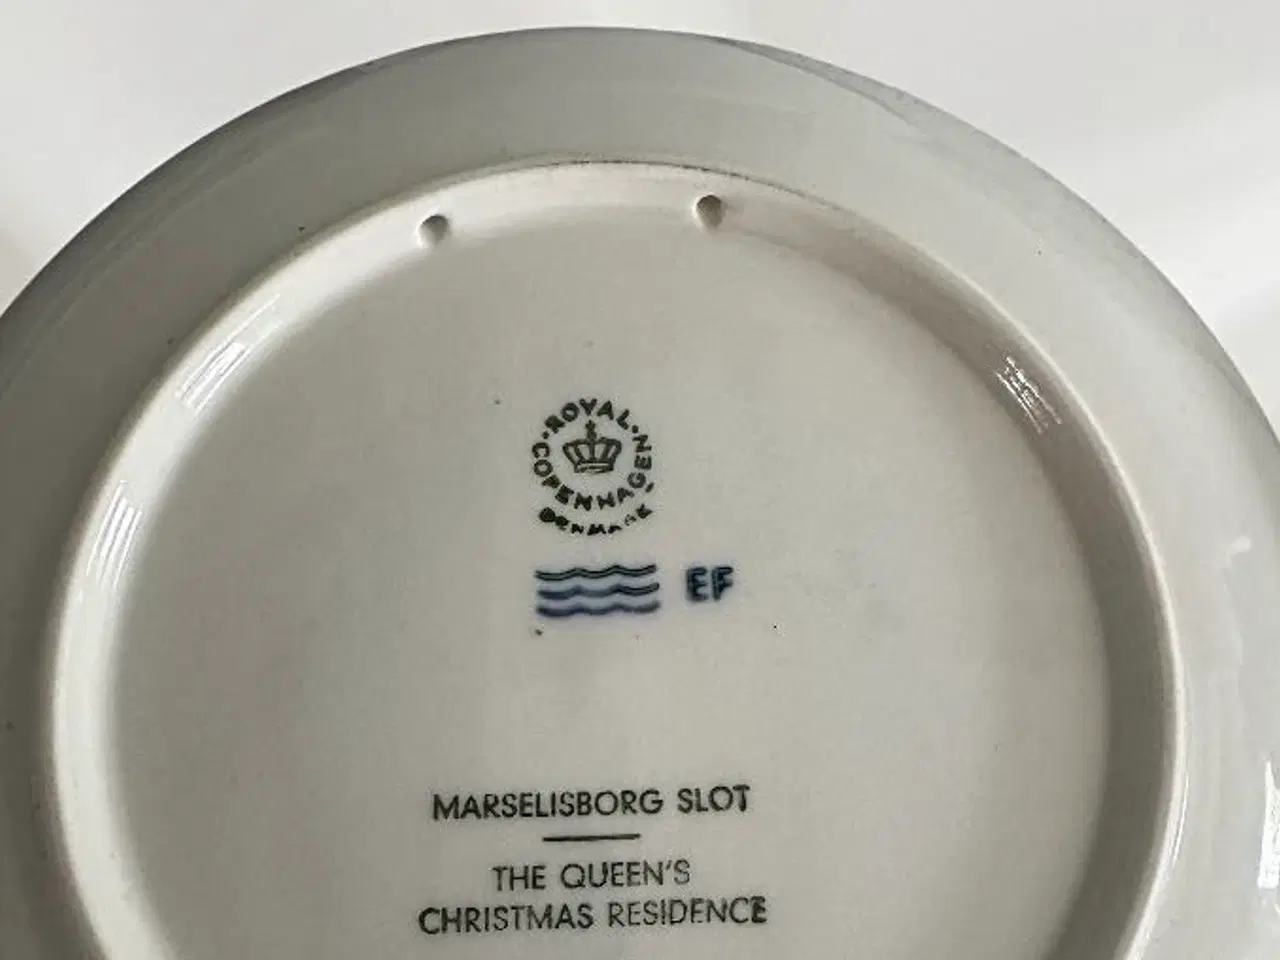 ROYAL
COPENHAGEN
DENMARK
EF
MARSELISBORG SLOT
THE QUEEN'S
CHRISTMAS RESIDENCE